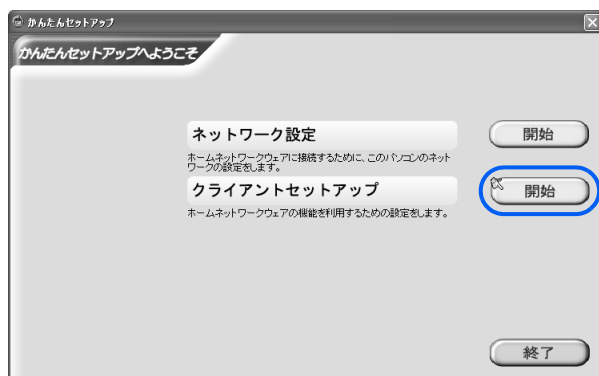 かんたんセットアップ
かんたんセットアップへようこそ
ネットワーク設定
開始
ホームネットワークウェアに接続するために、このパソコンのネット
ワークの設定をします。
クライアントセットアップ
開始
ホームネットワークウェアの機能を利用するための設定をします。
終了